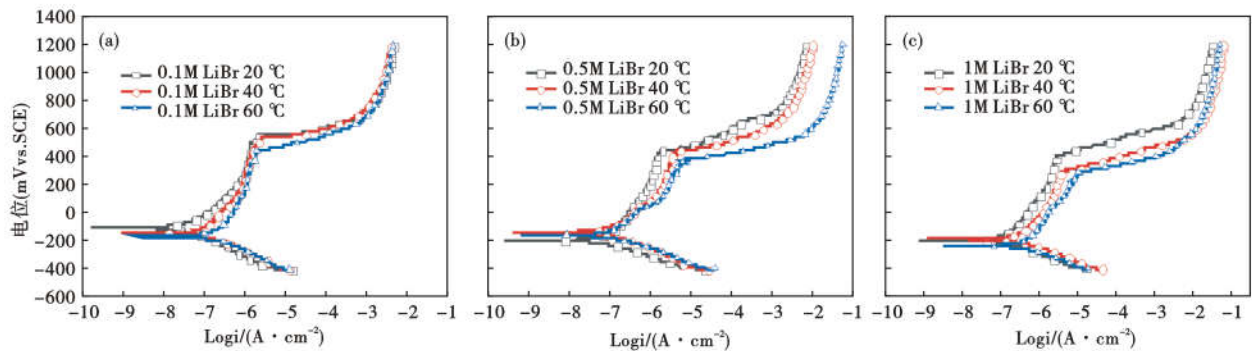 电位(mV vs.SCE)
1200
1000
800
600
400
200
0
−200
−400
−600
(a)
0.1M LiBr 20 ℃
0.1M LiBr 40 ℃
0.1M LiBr 60 ℃
−10 −9 −8 −7 −6 −5 −4 −3 −2 −1
Logi/(A · cm⁻²)
(b)
0.5M LiBr 20 ℃
0.5M LiBr 40 ℃
0.5M LiBr 60 ℃
−10 −9 −8 −7 −6 −5 −4 −3 −2 −1
Logi/(A · cm⁻²)
(c)
1M LiBr 20 ℃
1M LiBr 40 ℃
1M LiBr 60 ℃
−10 −9 −8 −7 −6 −5 −4 −3 −2 −1 0
Logi/(A · cm⁻²)